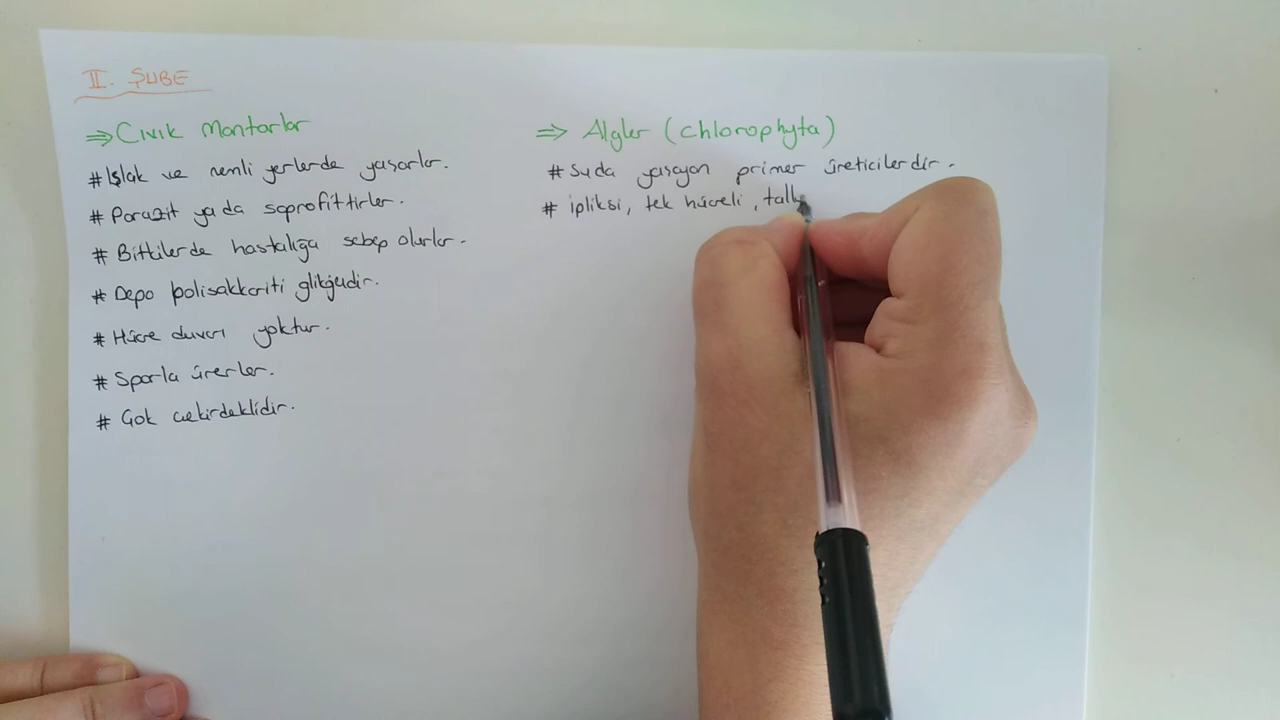 II. ŞUBE
⇒ Cıvık Mantarlar
# Islak ve nemli yerlerde yaşarlar.
# Parazit ya da saprofittirler.
# Bitkilerde hastalığa sebep olurlar.
# Depo polisakkariti glikojendir.
# Hücre duvarı yoktur.
# Sporla ürerler.
# Çok çekirdeklidir.
⇒ Algler (chlorophyta)
# Suda yaşayan primer üreticilerdir.
# ipliksi, tek hücreli, tall